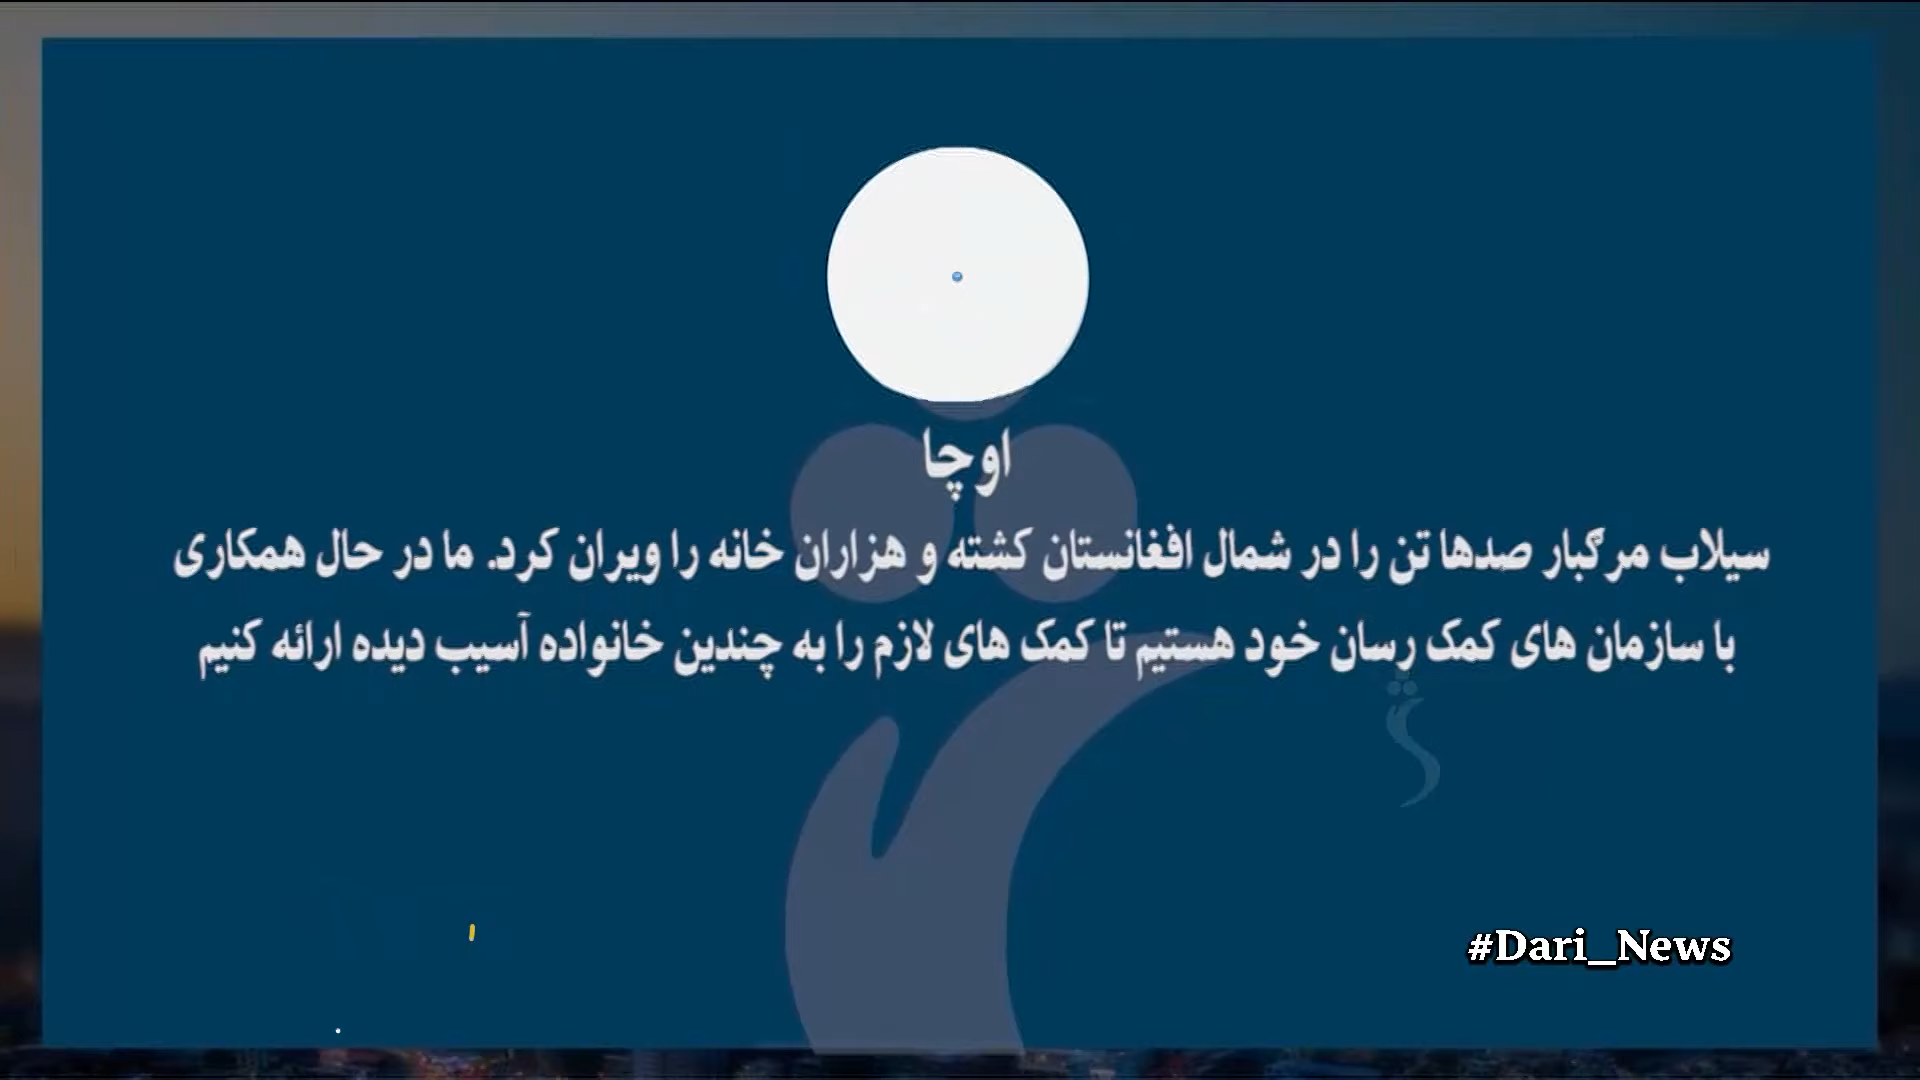 اوچا
سیلاب مرگبار صدها تن را در شمال افغانستان کشته و هزاران خانه را ویران کرد. ما در حال همکاری
با سازمان های کمک رسان خود هستیم تا کمک های لازم را به چندین خانواده آسیب دیده ارائه کنیم
#Dari_News